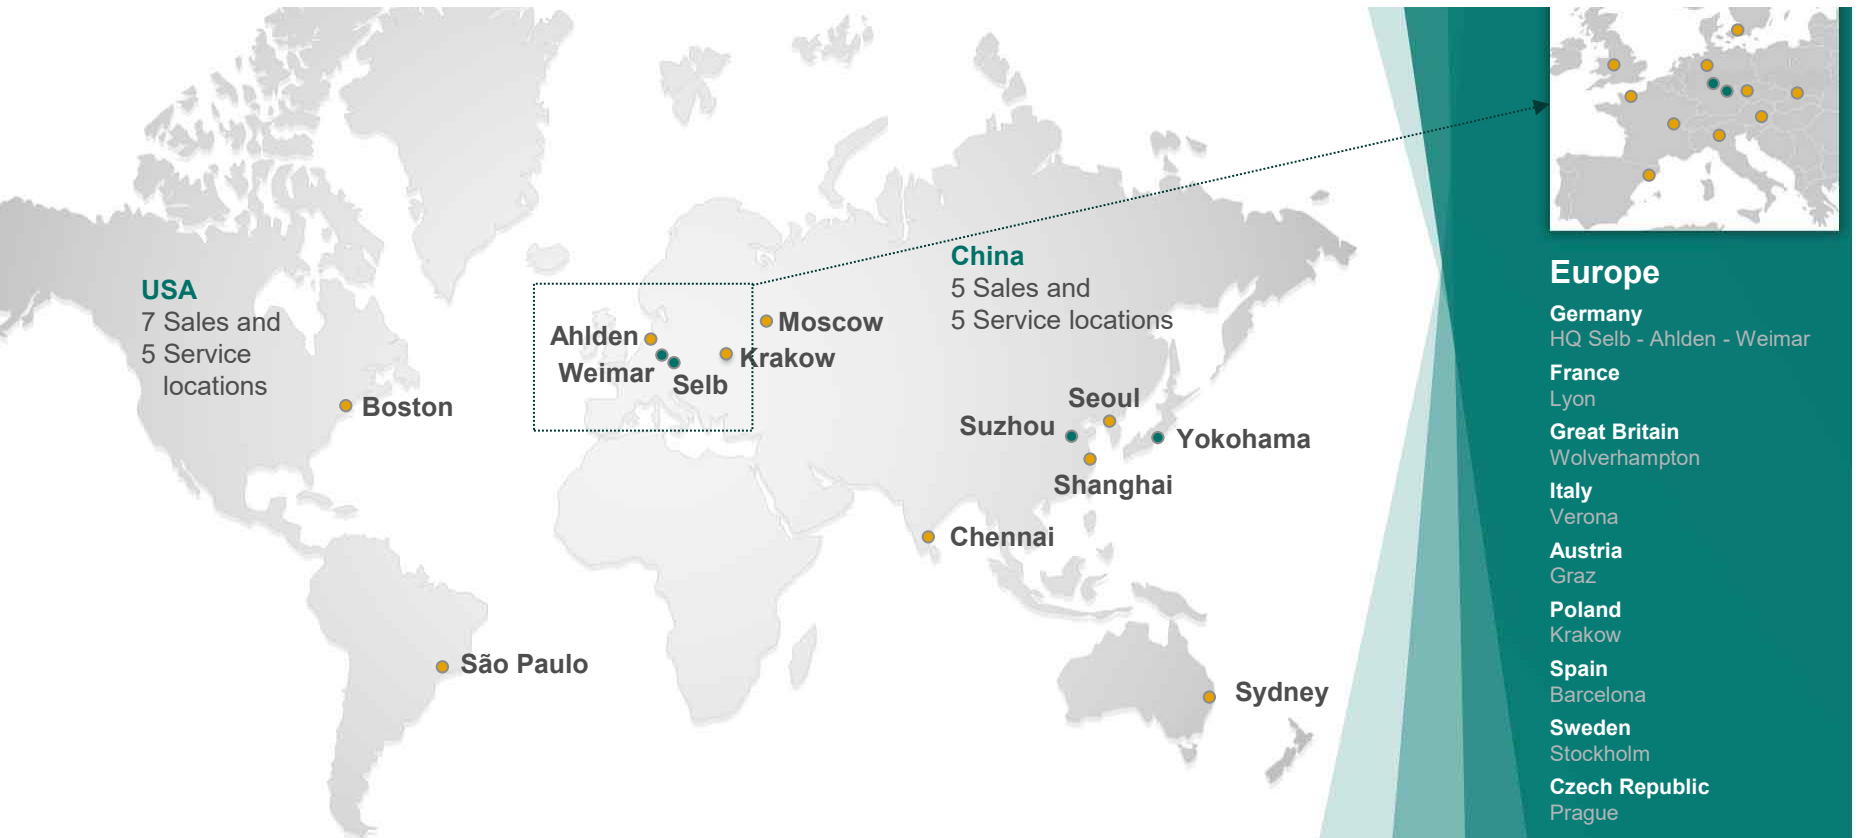 USA
7 Sales and
5 Service
locations
Boston
São Paulo
Ahlden
Weimar
Selb
Krakow
Moscow
China
5 Sales and
5 Service locations
Seoul
Suzhou
Yokohama
Shanghai
Chennai
Sydney
Europe
Germany
HQ Selb - Ahlden - Weimar
France
Lyon
Great Britain
Wolverhampton
Italy
Verona
Austria
Graz
Poland
Krakow
Spain
Barcelona
Sweden
Stockholm
Czech Republic
Prague